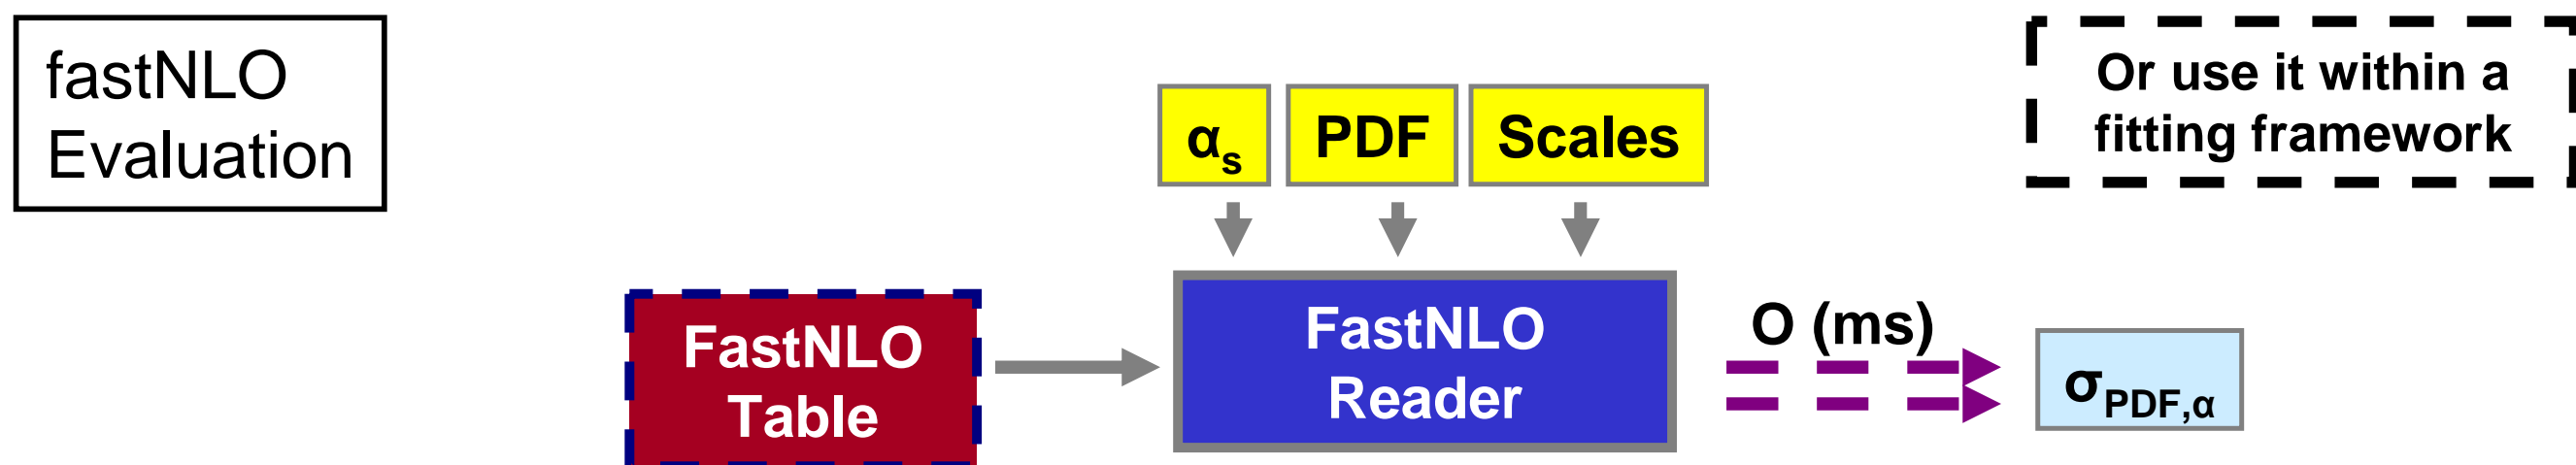 fastNLO
Evaluation
αs
PDF
Scales
Or use it within a
fitting framework
FastNLO
Table
FastNLO
Reader
O (ms)
σPDF,α